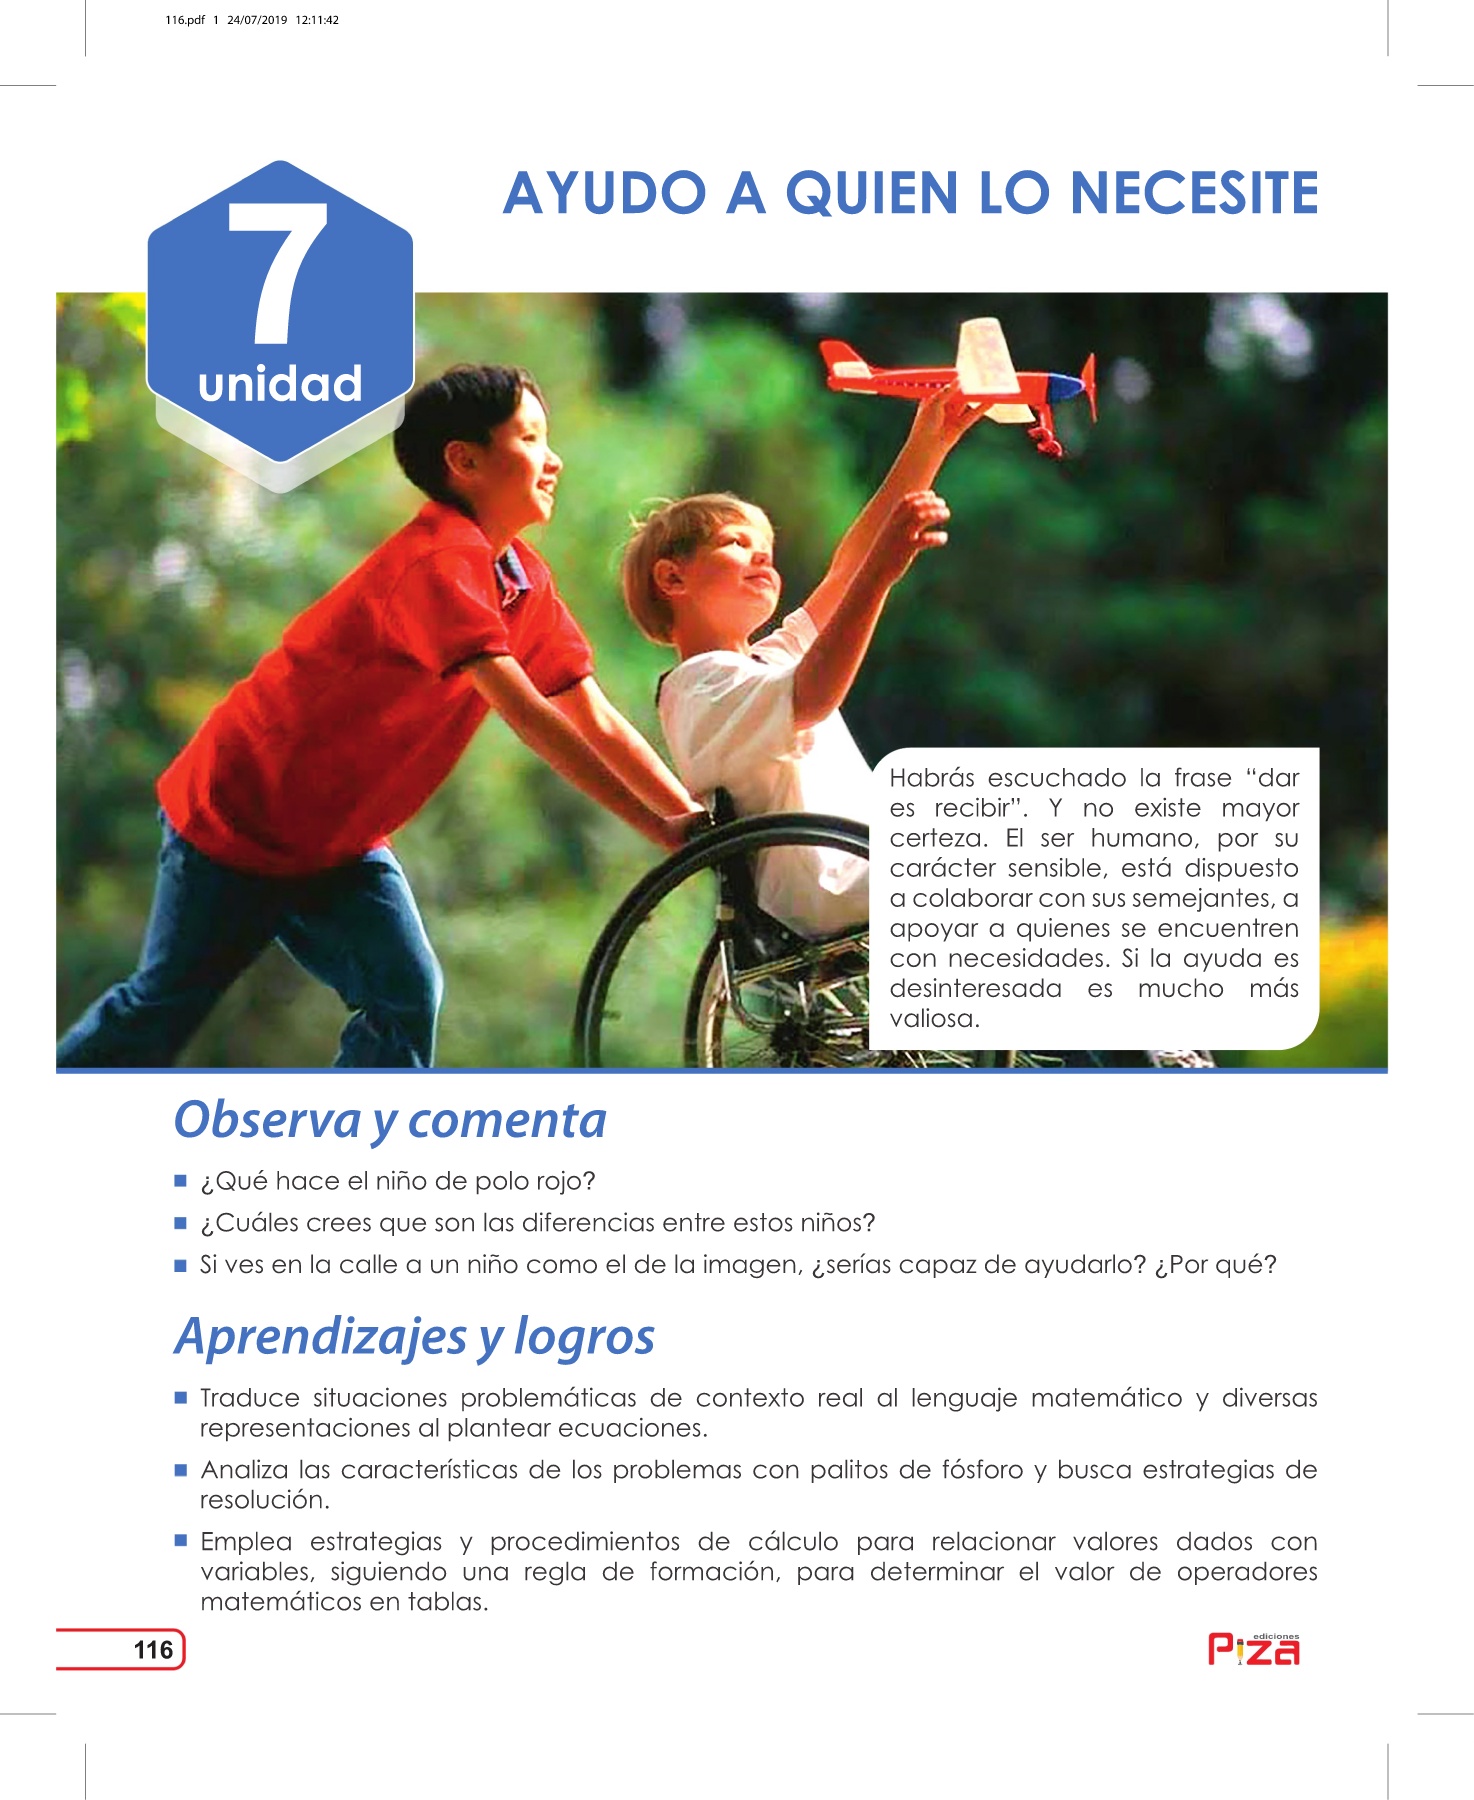 116.pdf 1 24/07/2019 12:11:42
7
unidad
AYUDO A QUIEN LO NECESITE
Habrás escuchado la frase “dar
es recibir”. Y no existe mayor
certeza. El ser humano, por su
carácter sensible, está dispuesto
a colaborar con sus semejantes, a
apoyar a quienes se encuentren
con necesidades. Si la ayuda es
desinteresada es mucho más
valiosa.
Observa y comenta
¿Qué hace el niño de polo rojo?
¿Cuáles crees que son las diferencias entre estos niños?
Si ves en la calle a un niño como el de la imagen, ¿serías capaz de ayudarlo? ¿Por qué?
Aprendizajes y logros
Traduce situaciones problemáticas de contexto real al lenguaje matemático y diversas
representaciones al plantear ecuaciones.
Analiza las características de los problemas con palitos de fósforo y busca estrategias de
resolución.
Emplea estrategias y procedimientos de cálculo para relacionar valores dados con
variables, siguiendo una regla de formación, para determinar el valor de operadores
matemáticos en tablas.
116
ediciones
Piza